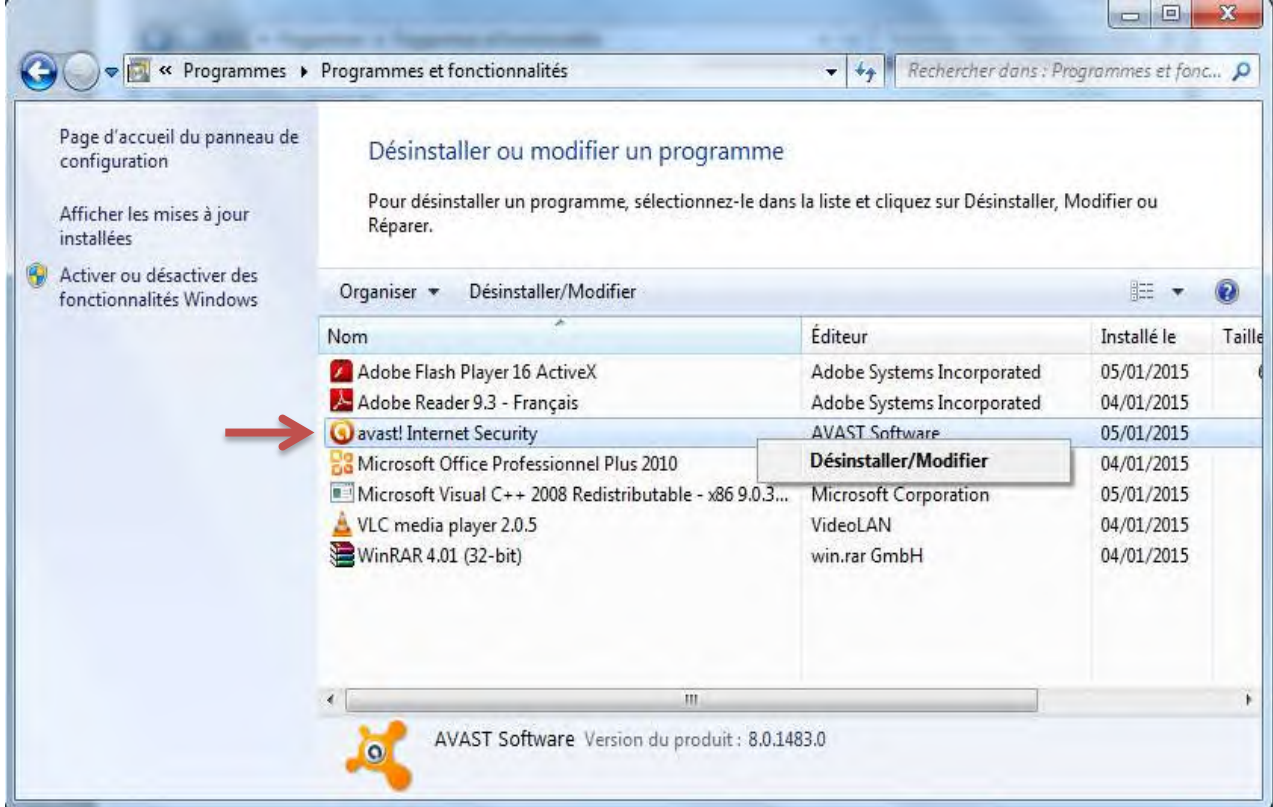 « Programmes ▸ Programmes et fonctionnalités
Rechercher dans : Programmes et fonc...
Page d'accueil du panneau de
configuration
Afficher les mises à jour
installées
Activer ou désactiver des
fonctionnalités Windows
Désinstaller ou modifier un programme
Pour désinstaller un programme, sélectionnez-le dans la liste et cliquez sur Désinstaller, Modifier ou
Réparer.
Organiser Désinstaller/Modifier
Nom Éditeur Installé le Taille
Adobe Flash Player 16 ActiveX Adobe Systems Incorporated 05/01/2015
Adobe Reader 9.3 - Français Adobe Systems Incorporated 04/01/2015
avast! Internet Security AVAST Software 05/01/2015
Microsoft Office Professionnel Plus 2010 Désinstaller/Modifier 04/01/2015
Microsoft Visual C++ 2008 Redistributable - x86 9.0.3... Microsoft Corporation 05/01/2015
VLC media player 2.0.5 VideoLAN 04/01/2015
WinRAR 4.01 (32-bit) win.rar GmbH 04/01/2015
AVAST Software Version du produit : 8.0.1483.0